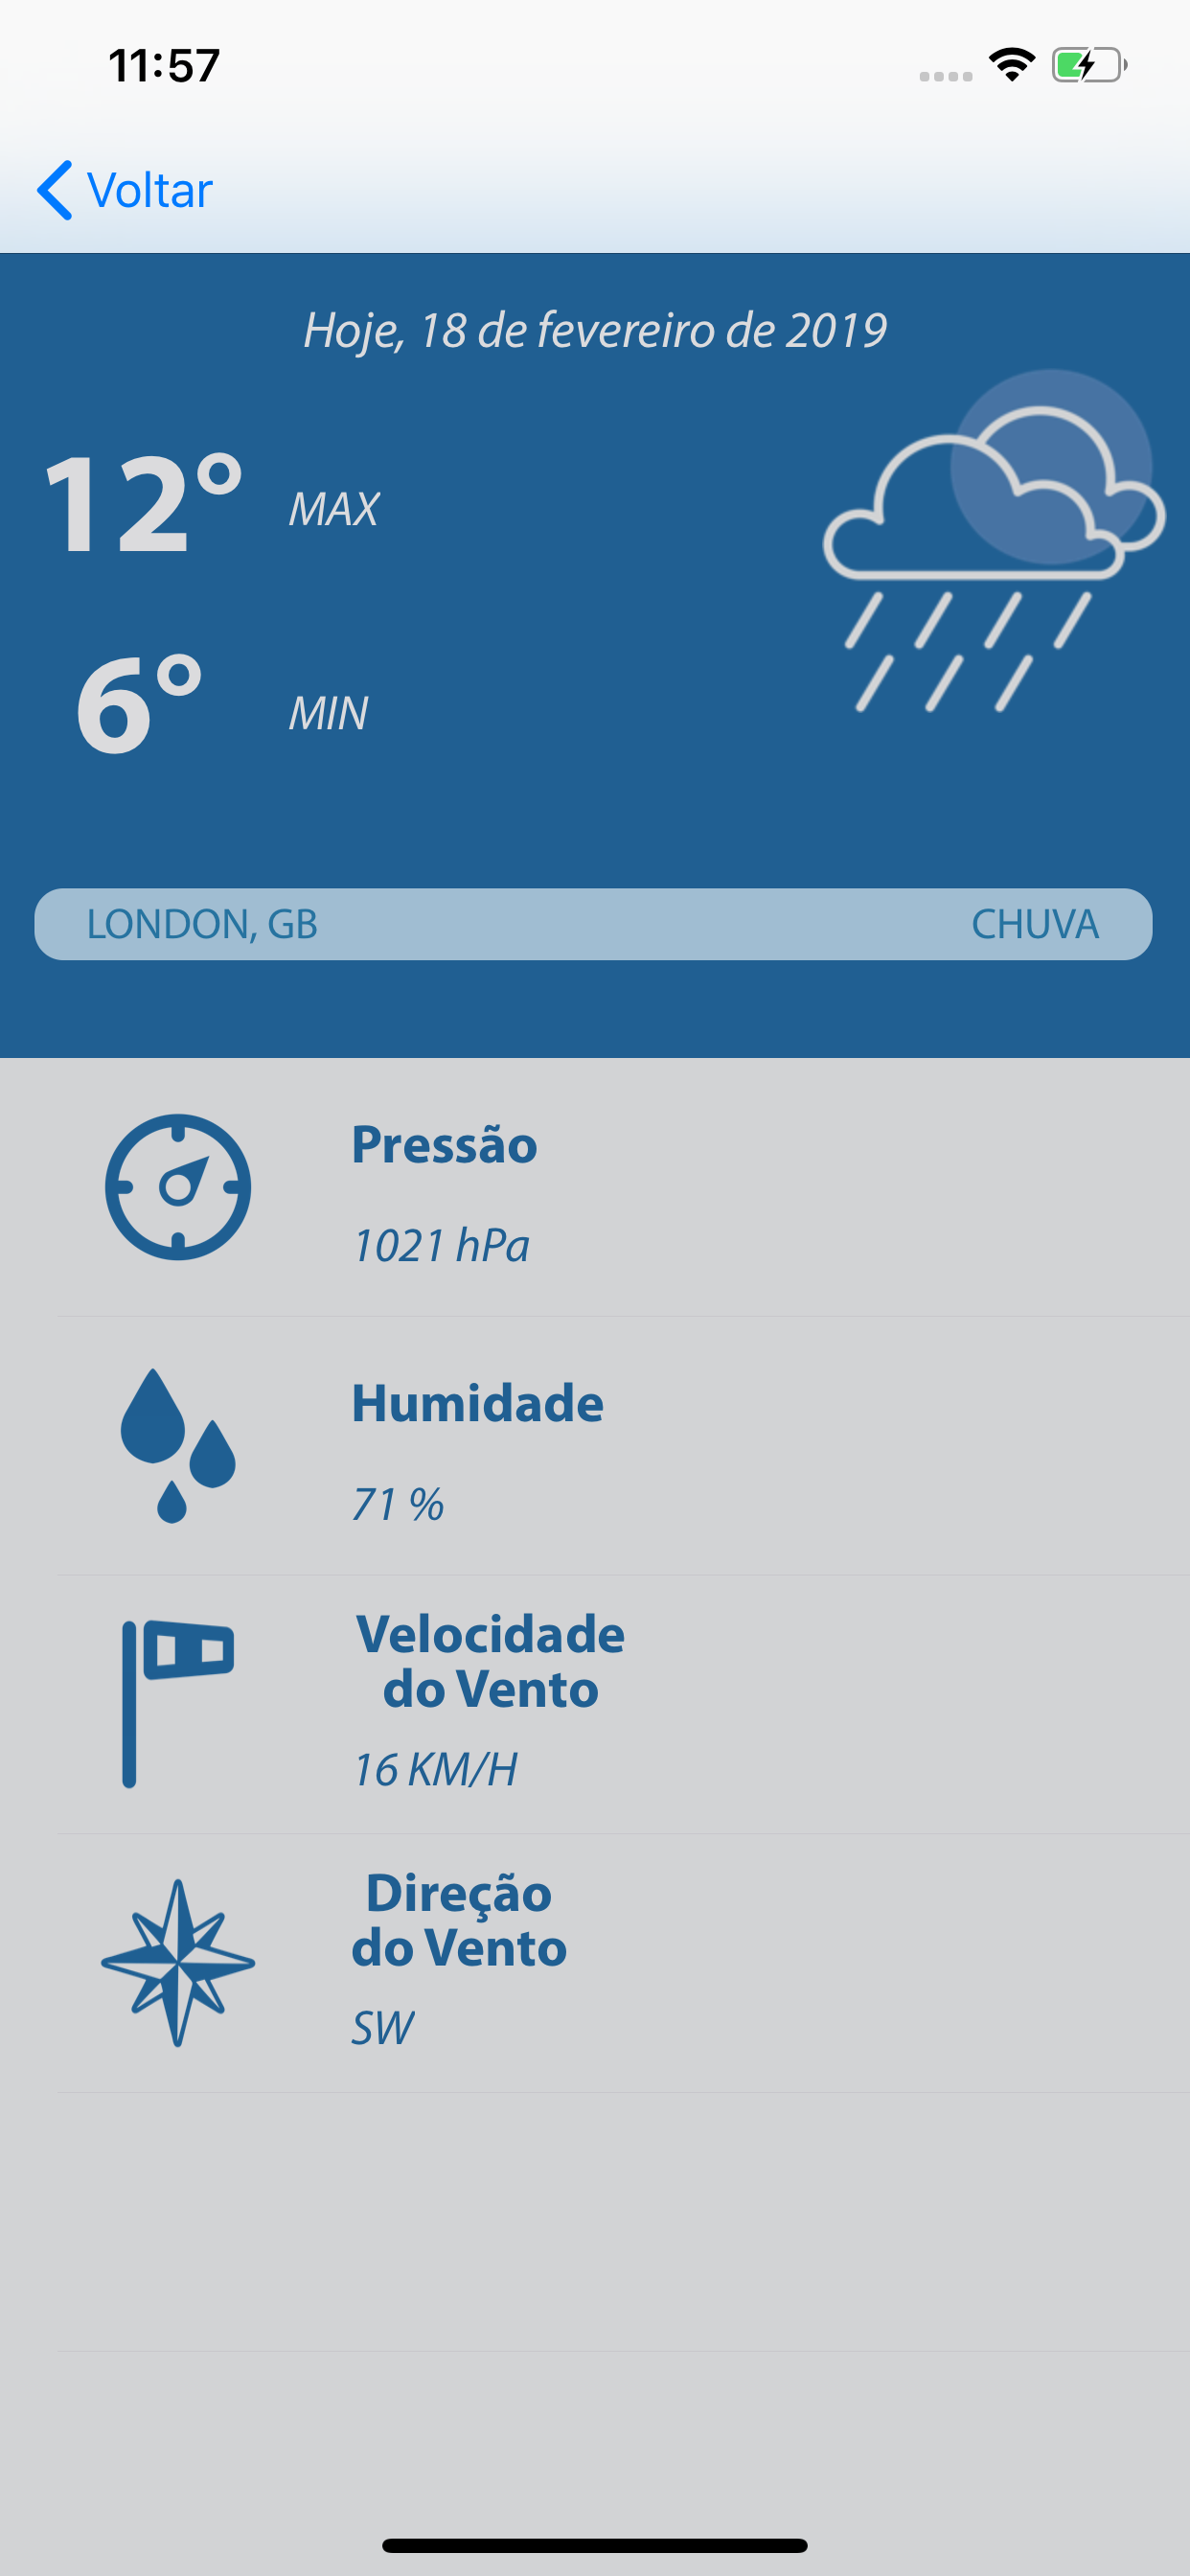 11:57
Voltar
Hoje, 18 de fevereiro de 2019
12° MAX
6° MIN
LONDON, GB CHUVA
Pressão
1021 hPa
Humidade
71 %
Velocidade
do Vento
16 KM/H
Direção
do Vento
SW